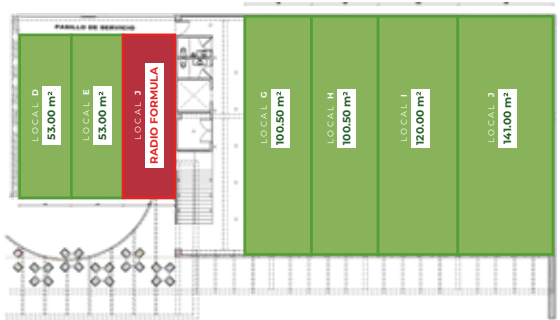 PASILLO DE SERVICIO
LOCAL D
53.00 m²
LOCAL E
53.00 m²
LOCAL J
RADIO FORMULA
LOCAL G
100.50 m²
LOCAL H
100.50 m²
LOCAL I
120.00 m²
LOCAL J
141.00 m²